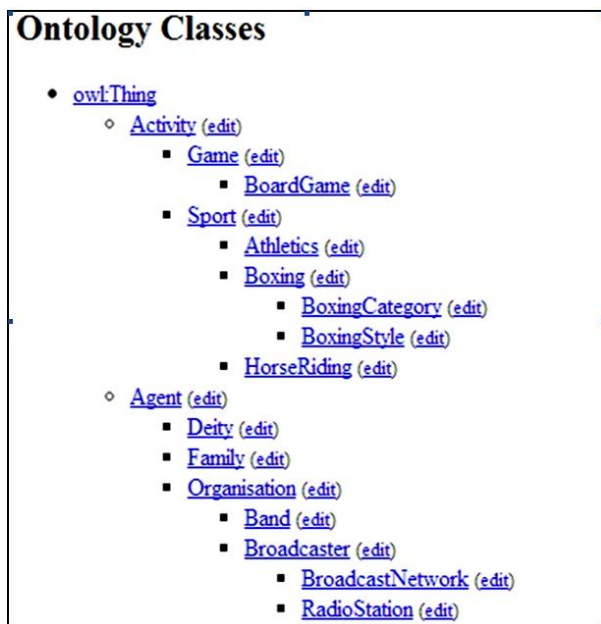 Ontology Classes
owl:Thing
Activity (edit)
Game (edit)
BoardGame (edit)
Sport (edit)
Athletics (edit)
Boxing (edit)
BoxingCategory (edit)
BoxingStyle (edit)
HorseRiding (edit)
Agent (edit)
Deity (edit)
Family (edit)
Organisation (edit)
Band (edit)
Broadcaster (edit)
BroadcastNetwork (edit)
RadioStation (edit)